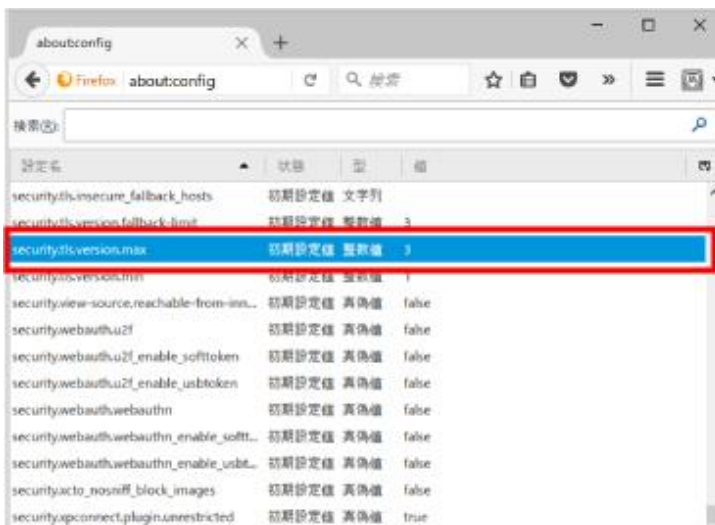 about:config
Firefox about:config 検索
検索(R):
設定名 状態 型 値
security.tls.insecure_fallback_hosts 初期設定値 文字列
security.tls.version.fallback-limit 初期設定値 整数値 3
security.tls.version.max 初期設定値 整数値 3
security.tls.version.min 初期設定値 整数値 1
security.view-source.reachable-from-inn... 初期設定値 真偽値 false
security.webauth.u2f 初期設定値 真偽値 false
security.webauth.u2f_enable_softtoken 初期設定値 真偽値 false
security.webauth.u2f_enable_usbtoken 初期設定値 真偽値 false
security.webauth.webauthn 初期設定値 真偽値 false
security.webauth.webauthn_enable_softt... 初期設定値 真偽値 false
security.webauth.webauthn_enable_usbt... 初期設定値 真偽値 false
security.xcto_nosniff_block_images 初期設定値 真偽値 false
security.xpconnect.plugin.unrestricted 初期設定値 真偽値 true